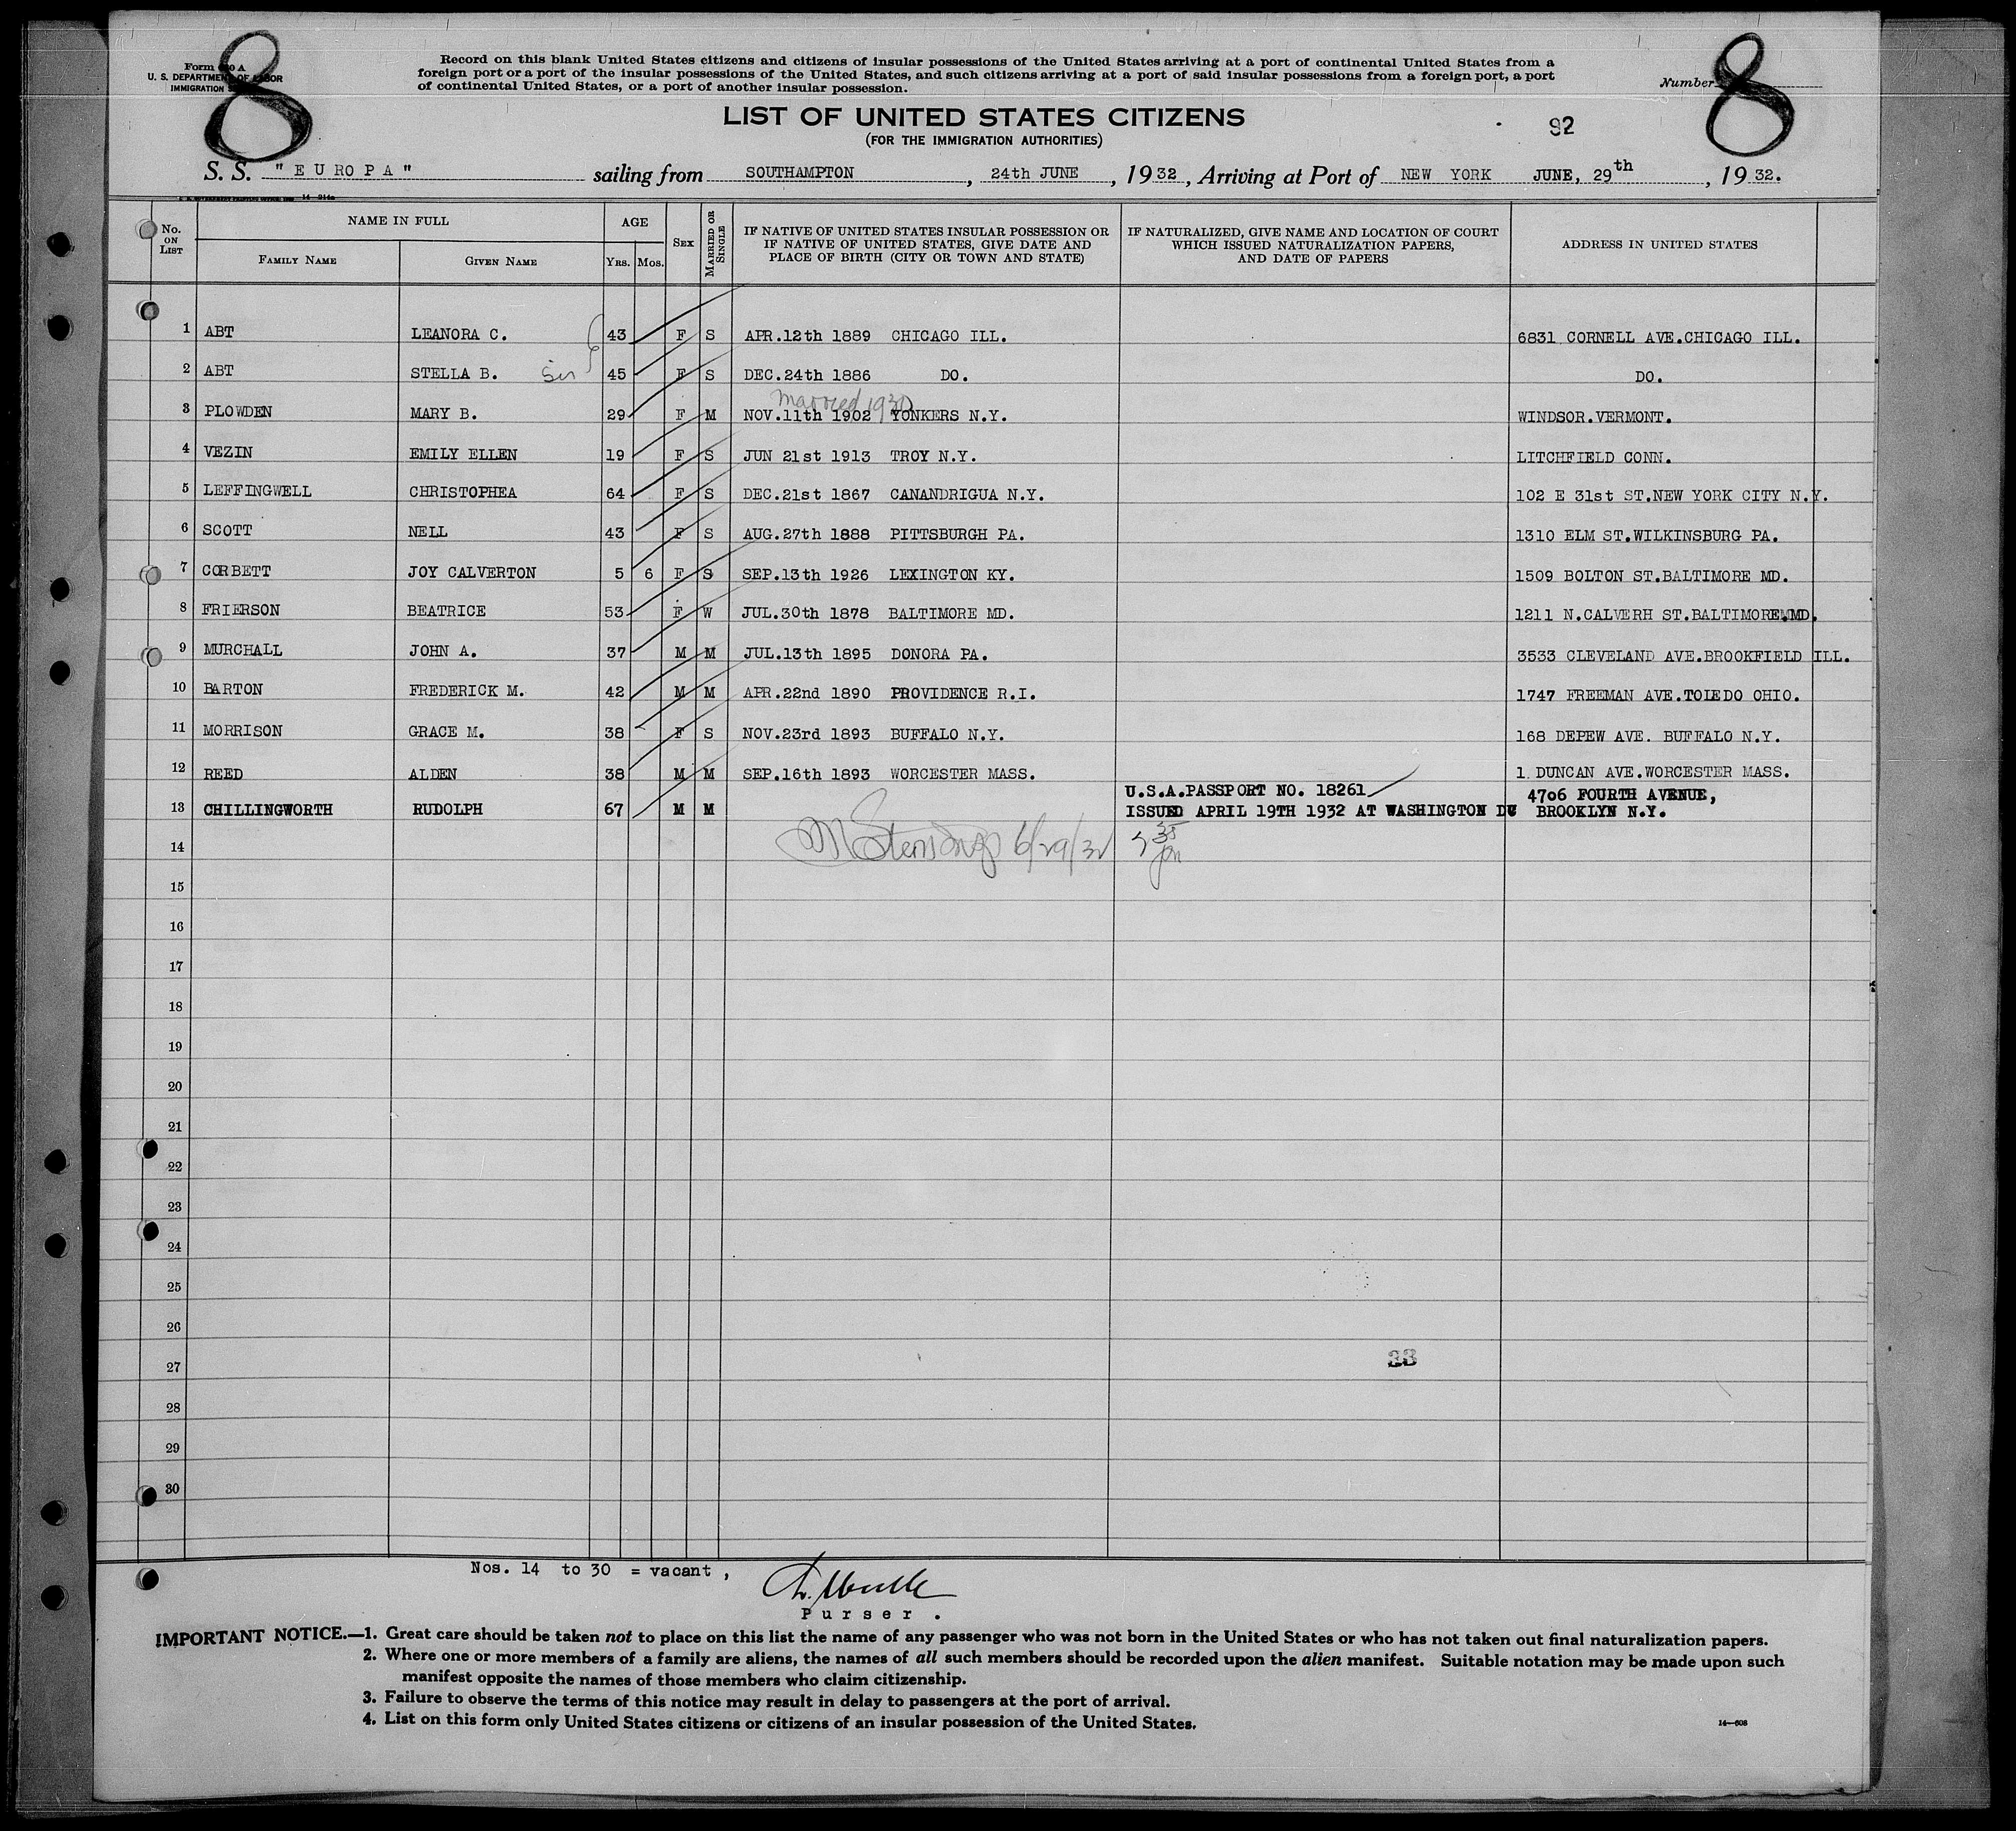 8
8
Form 630 A
U. S. DEPARTMENT OF LABOR
IMMIGRATION
Record on this blank United States citizens and citizens of insular possessions of the United States arriving at a port of continental United States from a
foreign port or a port of the insular possessions of the United States, and such citizens arriving at a port of said insular possessions from a foreign port, a port
of continental United States, or a port of another insular possession.
Number
LIST OF UNITED STATES CITIZENS
(FOR THE IMMIGRATION AUTHORITIES)
92
S. S. "EUROPA" sailing from SOUTHAMPTON, 24th JUNE, 1932, Arriving at Port of NEW YORK JUNE, 29th, 1932.
No. ON LIST NAME IN FULL FAMILY NAME GIVEN NAME AGE YRS. MOS. SEX MARRIED OR SINGLE IF NATIVE OF UNITED STATES INSULAR POSSESSION OR IF NATIVE OF UNITED STATES, GIVE DATE AND PLACE OF BIRTH (CITY OR TOWN AND STATE) IF NATURALIZED, GIVE NAME AND LOCATION OF COURT WHICH ISSUED NATURALIZATION PAPERS, AND DATE OF PAPERS ADDRESS IN UNITED STATES
1 ABT LEANORA C. 43 F S APR.12th 1889 CHICAGO ILL. 6831 CORNELL AVE.CHICAGO ILL.
2 ABT STELLA B. Sis 45 F S DEC.24th 1886 DO. DO.
married 1930
3 PLOWDEN MARY B. 29 F M NOV.11th 1902 YONKERS N.Y. WINDSOR.VERMONT.
4 VEZIN EMILY ELLEN 19 F S JUN 21st 1913 TROY N.Y. LITCHFIELD CONN.
5 LEFFINGWELL CHRISTOPHEA 64 F S DEC.21st 1867 CANANDRIGUA N.Y. 102 E 31st ST.NEW YORK CITY N.Y.
6 SCOTT NELL 43 F S AUG.27th 1888 PITTSBURGH PA. 1310 ELM ST.WILKINSBURG PA.
7 CORBETT JOY CALVERTON 5 6 F S SEP.13th 1926 LEXINGTON KY. 1509 BOLTON ST.BALTIMORE MD.
8 FRIERSON BEATRICE 53 F W JUL.30th 1878 BALTIMORE MD. 1211 N.CALVERH ST.BALTIMORE.MD.
9 MURCHALL JOHN A. 37 M M JUL.13th 1895 DONORA PA. 3533 CLEVELAND AVE.BROOKFIELD ILL.
10 BARTON FREDERICK M. 42 M M APR.22nd 1890 PROVIDENCE R.I. 1747 FREEMAN AVE.TOLEDO OHIO.
11 MORRISON GRACE M. 38 F S NOV.23rd 1893 BUFFALO N.Y. 168 DEPEW AVE. BUFFALO N.Y.
12 REED ALDEN 38 M M SEP.16th 1893 WORCESTER MASS. 1. DUNCAN AVE.WORCESTER MASS.
U.S.A.PASSPORT NO. 18261 4706 FOURTH AVENUE,
13 CHILLINGWORTH RUDOLPH 67 M M ISSUED APRIL 19TH 1932 AT WASHINGTON DC BROOKLYN N.Y.
6/29/32
14
15
16
17
18
19
20
21
22
23
24
25
26
27
28
29
30
Nos. 14 to 30 = vacant,
Purser.
IMPORTANT NOTICE.—1. Great care should be taken not to place on this list the name of any passenger who was not born in the United States or who has not taken out final naturalization papers.
2. Where one or more members of a family are aliens, the names of all such members should be recorded upon the alien manifest. Suitable notation may be made upon such
manifest opposite the names of those members who claim citizenship.
3. Failure to observe the terms of this notice may result in delay to passengers at the port of arrival.
4. List on this form only United States citizens or citizens of an insular possession of the United States.
14—608